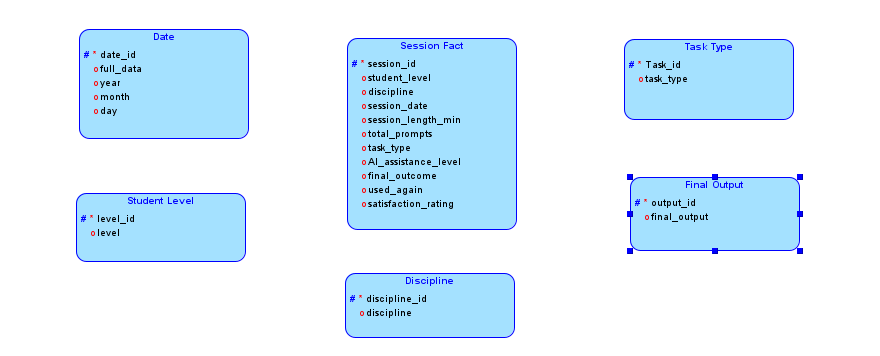 Date
# * date_id
o full_data
o year
o month
o day
Session Fact
# * session_id
o student_level
o discipline
o session_date
o session_length_min
o total_prompts
o task_type
o AI_assistance_level
o final_outcome
o used_again
o satisfaction_rating
Task Type
# * Task_id
o task_type
Student Level
# * level_id
o level
Final Output
# * output_id
o final_output
Discipline
# * discipline_id
o discipline